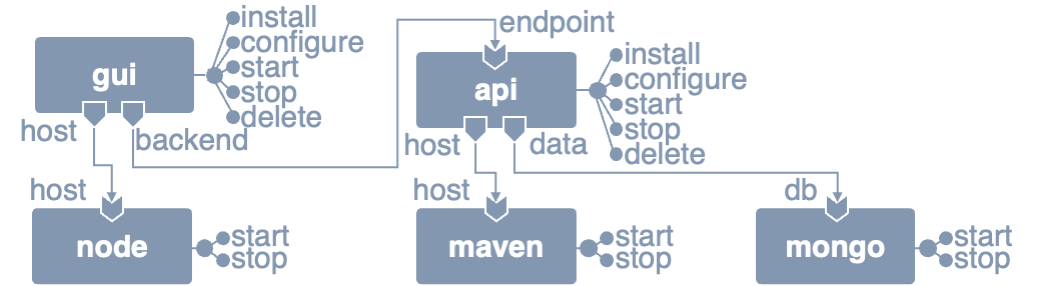 gui
install
configure
start
stop
delete
host
backend
endpoint
api
install
configure
start
stop
delete
host
data
host
node
start
stop
host
maven
start
stop
db
mongo
start
stop